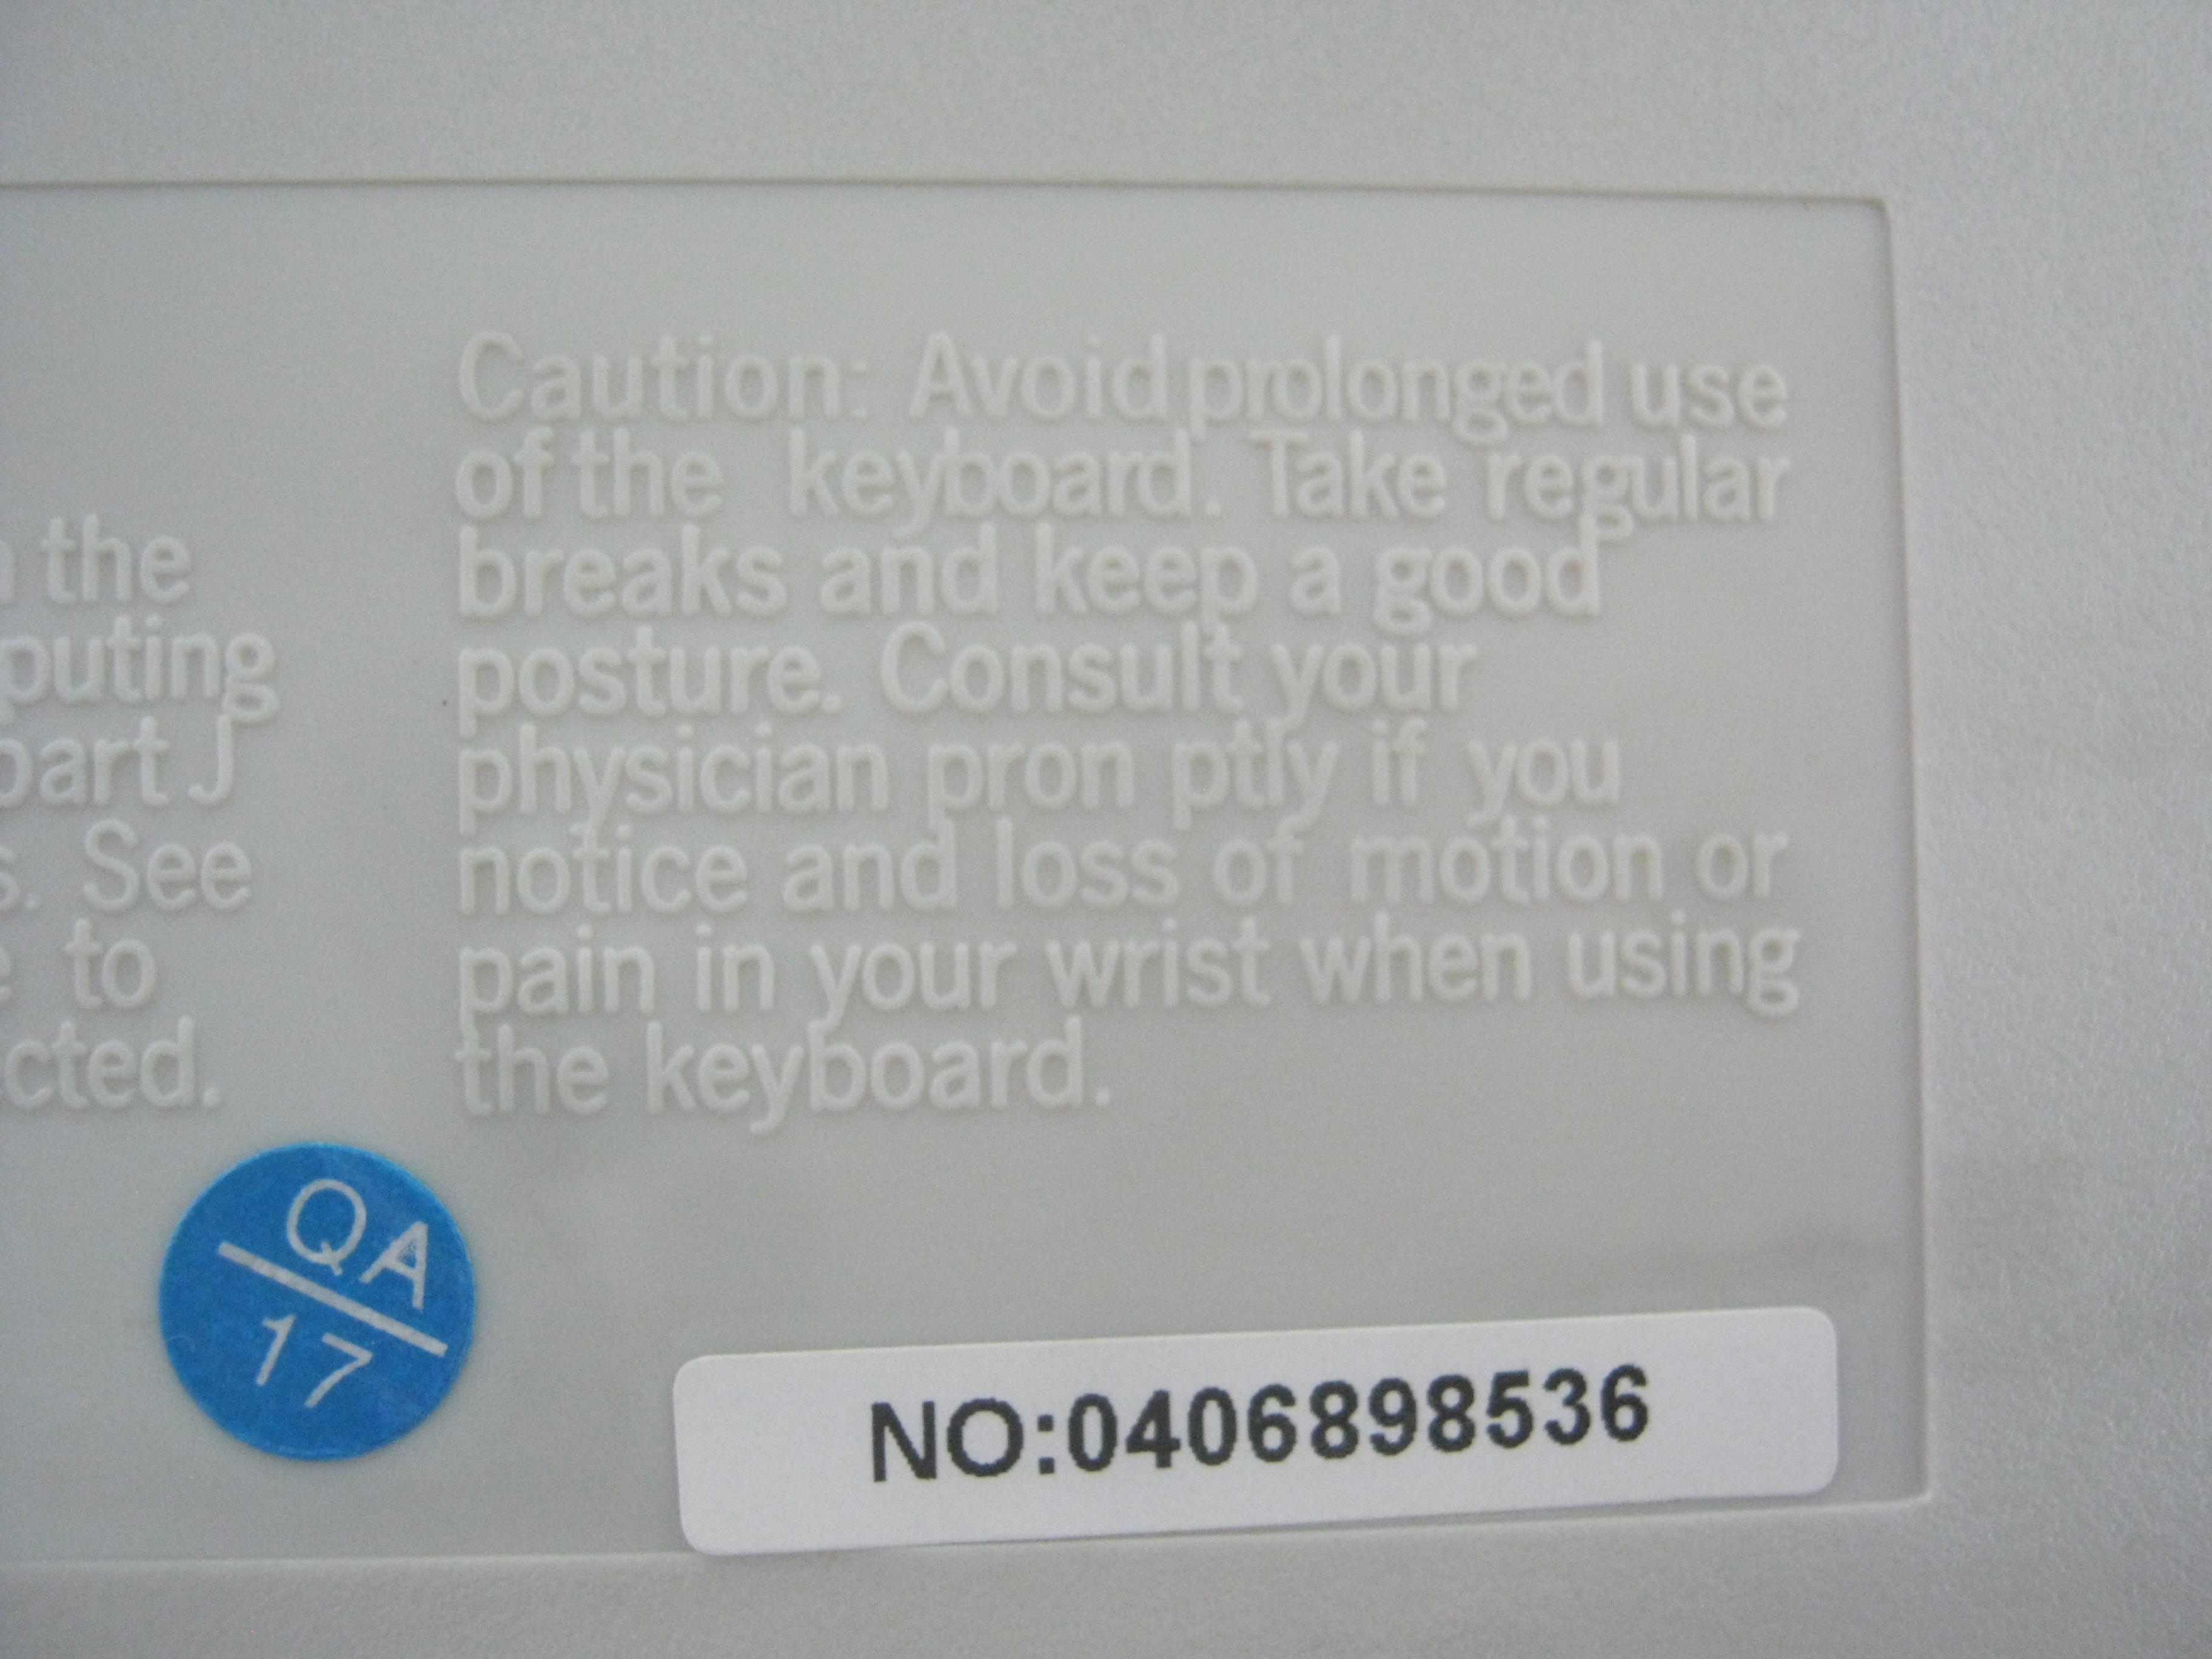 the
puting
part J
s. See
to
cted.
Caution: Avoid prolonged use
of the keyboard. Take regular
breaks and keep a good
posture. Consult your
physician pron ptly if you
notice and loss of motion or
pain in your wrist when using
the keyboard.
QA
17
NO:0406898536